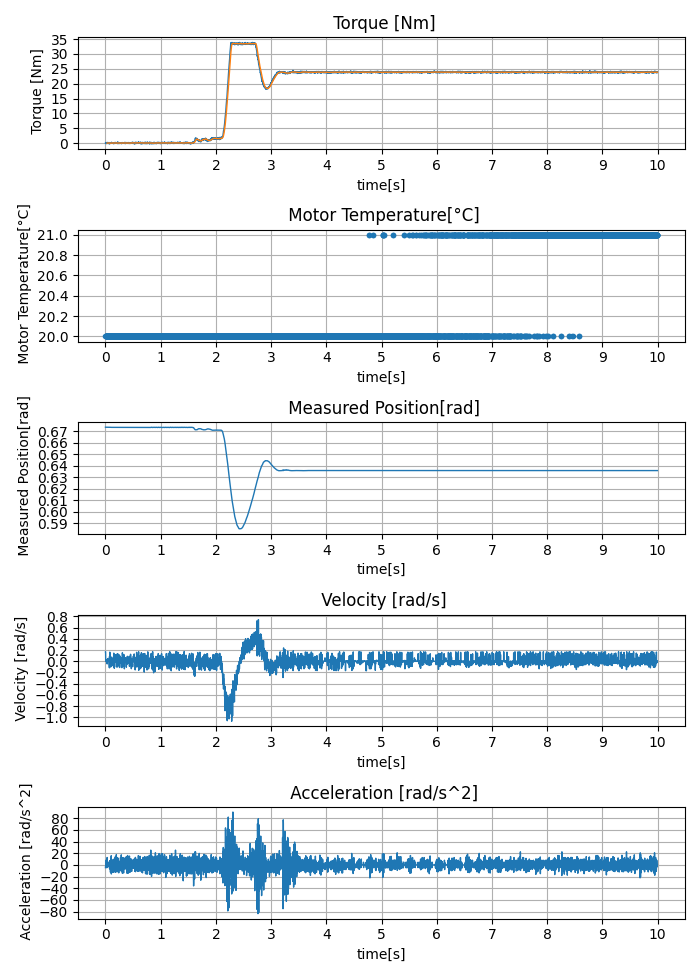 Torque [Nm]
35
30
25
20
15
10
5
0
Torque [Nm]
0 1 2 3 4 5 6 7 8 9 10
time[s]
Motor Temperature[°C]
21.0
20.8
20.6
20.4
20.2
20.0
Motor Temperature[°C]
0 1 2 3 4 5 6 7 8 9 10
time[s]
Measured Position[rad]
0.67
0.66
0.65
0.64
0.63
0.62
0.61
0.60
0.59
Measured Position[rad]
0 1 2 3 4 5 6 7 8 9 10
time[s]
Velocity [rad/s]
0.8
0.6
0.4
0.2
0.0
−0.2
−0.4
−0.6
−0.8
−1.0
Velocity [rad/s]
0 1 2 3 4 5 6 7 8 9 10
time[s]
Acceleration [rad/s^2]
80
60
40
20
0
−20
−40
−60
−80
Acceleration [rad/s^2]
0 1 2 3 4 5 6 7 8 9 10
time[s]